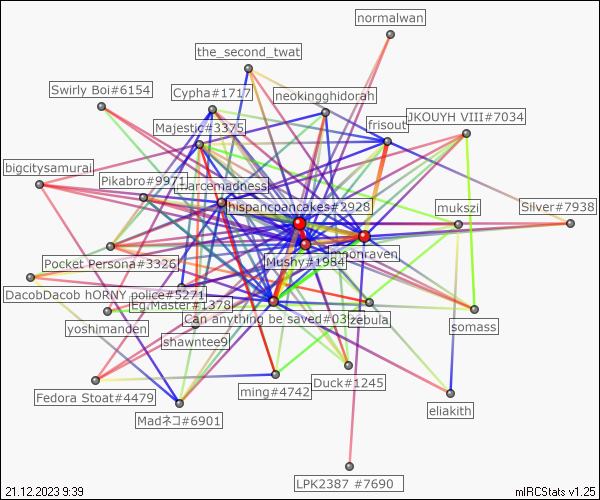 normalwan
the_second_twat
Swirly Boi#6154
Cypha#1717
neokingghidorah
JKOUYH VIII#7034
Majestic#3375
frisout
bigcitysamurai
Pikabro#9971
marcemadness
hispancpancakes#2928
mukszi
Silver#7938
Pocket Persona#3326
Mushy#1984
moonraven
DacobDacob hORNY police#5271
Eg.Master#1378
Can anything be saved#03
zebula
yoshimanden
shawntee9
somass
Fedora Stoat#4479
ming#4742
Duck#1245
eliakith
Madネコ#6901
LPK2387 #7690
21.12.2023 9:39
mIRCStats v1.25